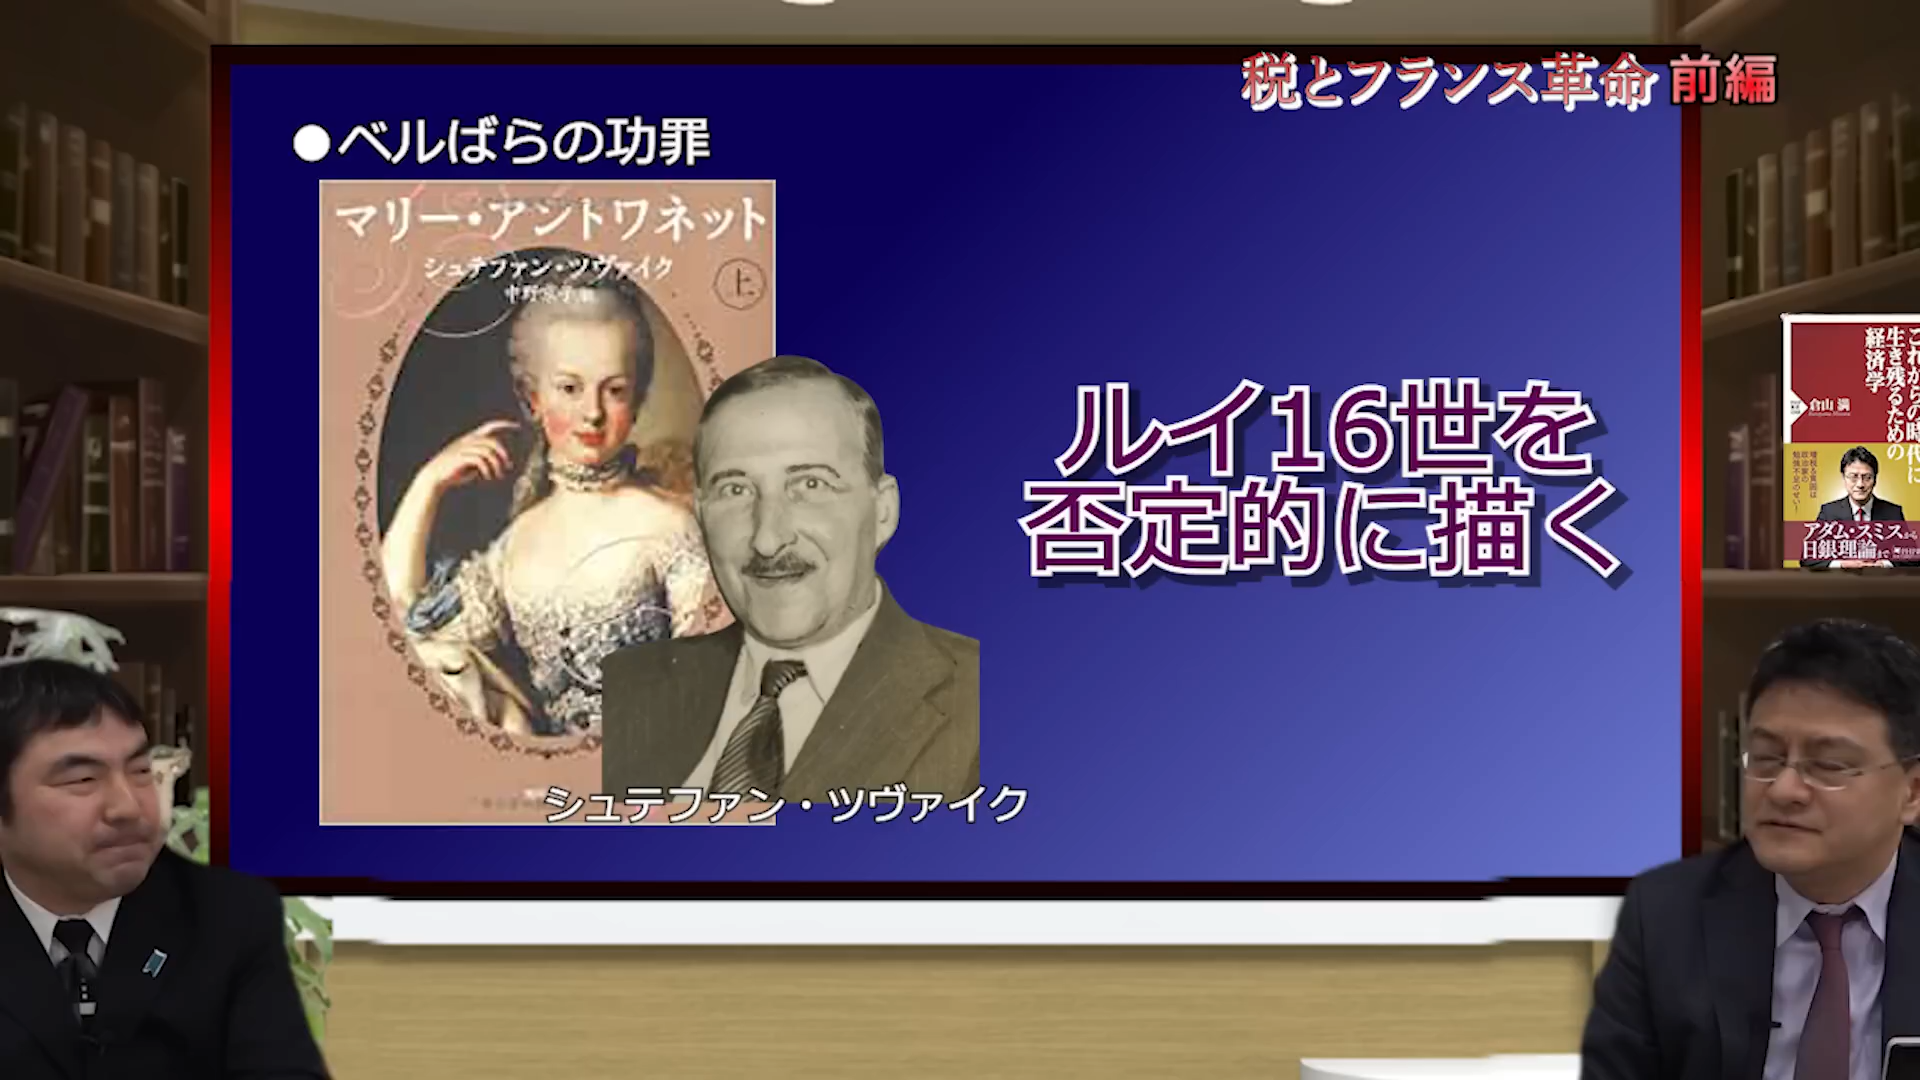 税とフランス革命 前編
●ベルばらの功罪
マリー・アントワネット
シュテファン・ツヴァイク
上
ルイ16世を
否定的に描く
シュテファン・ツヴァイク
これからの時代に
生き残るための
経済学
倉山 満
アダム・スミスから
日銀理論まで